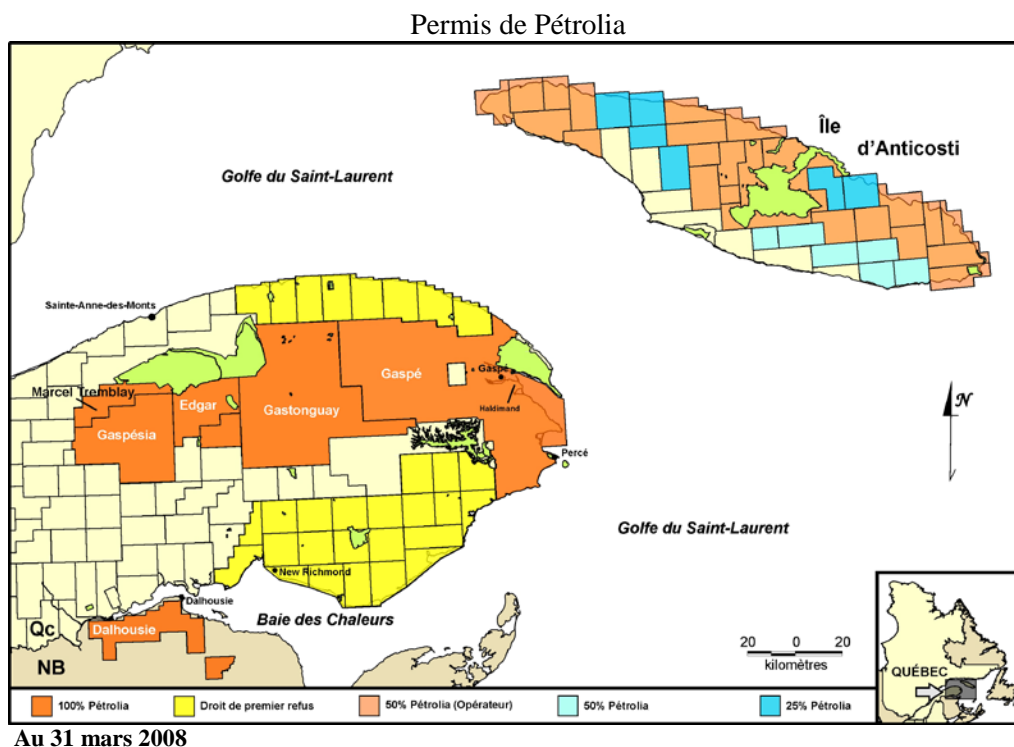 Permis de Pétrolia
Île
d'Anticosti
Golfe du Saint-Laurent
Sainte-Anne-des-Monts
Gaspé
Gaspé
Marcel Tremblay
Edgar
Haldimand
Gastonguay
Gaspésia
N
Percé
Golfe du Saint-Laurent
New Richmond
Dalhousie
Baie des Chaleurs
Qc
Dalhousie
NB
20 0 20
kilomètres
QUÉBEC
100% Pétrolia
Droit de premier refus
50% Pétrolia (Opérateur)
50% Pétrolia
25% Pétrolia
Au 31 mars 2008